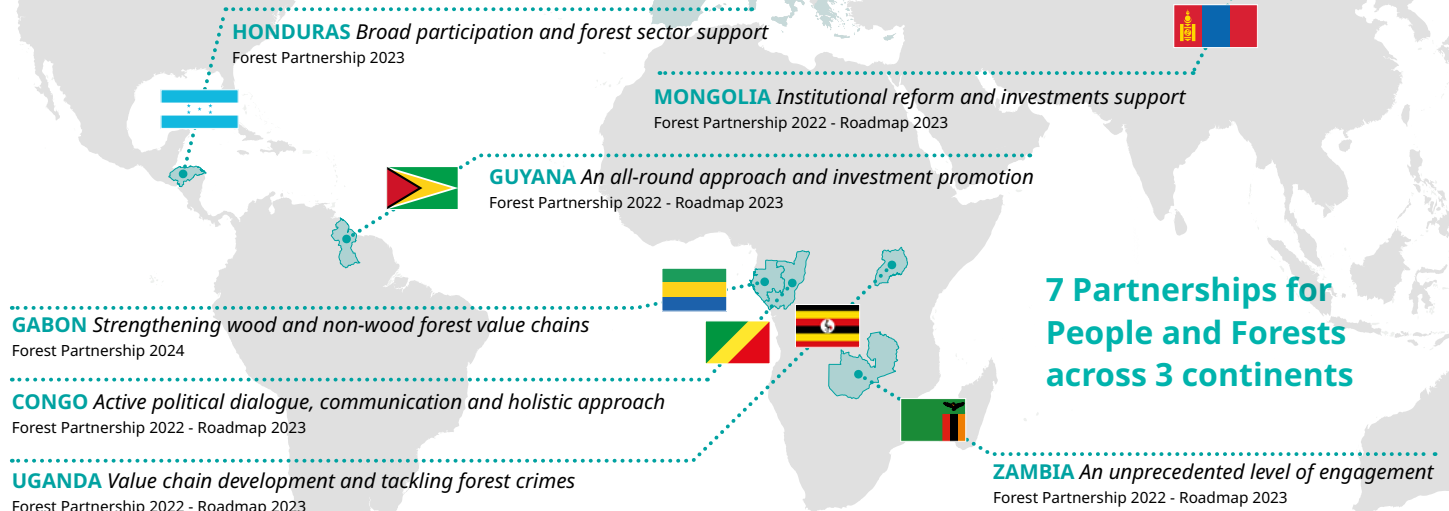 HONDURAS Broad participation and forest sector support
Forest Partnership 2023
MONGOLIA Institutional reform and investments support
Forest Partnership 2022 - Roadmap 2023
GUYANA An all-round approach and investment promotion
Forest Partnership 2022 - Roadmap 2023
7 Partnerships for
People and Forests
across 3 continents
GABON Strengthening wood and non-wood forest value chains
Forest Partnership 2024
CONGO Active political dialogue, communication and holistic approach
Forest Partnership 2022 - Roadmap 2023
UGANDA Value chain development and tackling forest crimes
Forest Partnership 2022 - Roadmap 2023
ZAMBIA An unprecedented level of engagement
Forest Partnership 2022 - Roadmap 2023